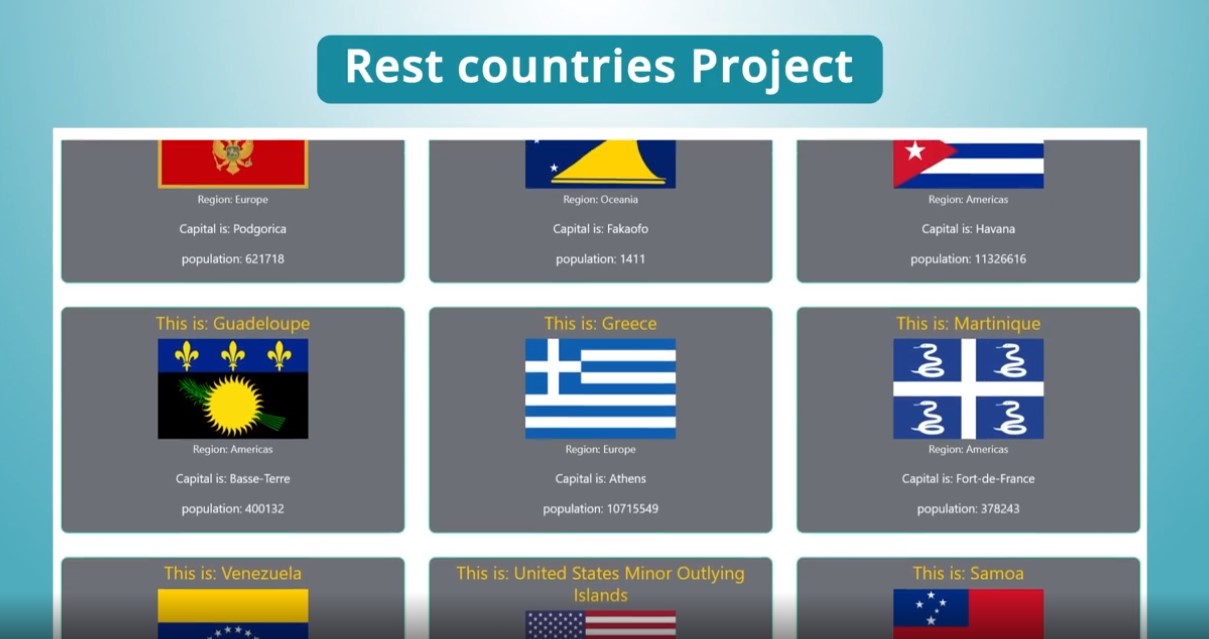 Rest countries Project
Region: Europe
Capital is: Podgorica
population: 621718
Region: Oceania
Capital is: Fakaofo
population: 1411
Region: Americas
Capital is: Havana
population: 11326616
This is: Guadeloupe
Region: Americas
Capital is: Basse-Terre
population: 400132
This is: Greece
Region: Europe
Capital is: Athens
population: 10715549
This is: Martinique
Region: Americas
Capital is: Fort-de-France
population: 378243
This is: Venezuela
This is: United States Minor Outlying
Islands
This is: Samoa